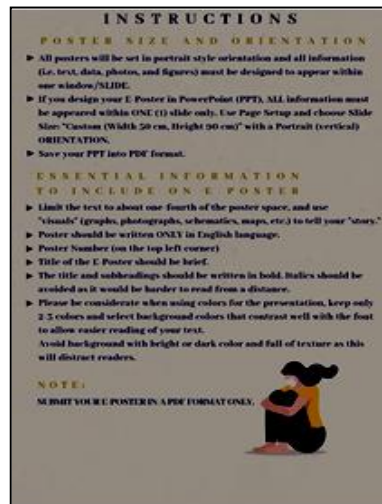 INSTRUCTIONS
POSTER SIZE AND ORIENTATION
► All posters will be set in portrait style orientation and all information
(i.e. text, data, photos, and figures) must be designed to appear within
one window/SLIDE.
► If you design your E-Poster in PowerPoint (PPT), ALL information must
be appeared within ONE (1) slide only. Use Page Setup and choose Slide
Size: "Custom (Width 50 cm, Height 90 cm)" with a Portrait (vertical)
ORIENTATION.
► Save your PPT into PDF format.
ESSENTIAL INFORMATION
TO INCLUDE ON E POSTER
► Limit the text to about one-fourth of the poster space, and use
"visuals" (graphs, photographs, schematics, maps, etc.) to tell your "story."
► Poster should be written ONLY in English language.
► Poster Number (on the top left corner)
► Title of the E-Poster should be brief.
► The title and subheadings should be written in bold. Italics should be
avoided as it would be harder to read from a distance.
► Please be considerate when using colors for the presentation, keep only
2-3 colors and select background colors that contrast well with the font
to allow easier reading of your text.
Avoid background with bright or dark color and full of texture as this
will distract readers.
NOTE:
SUBMIT YOUR E-POSTER IN A PDF FORMAT ONLY.